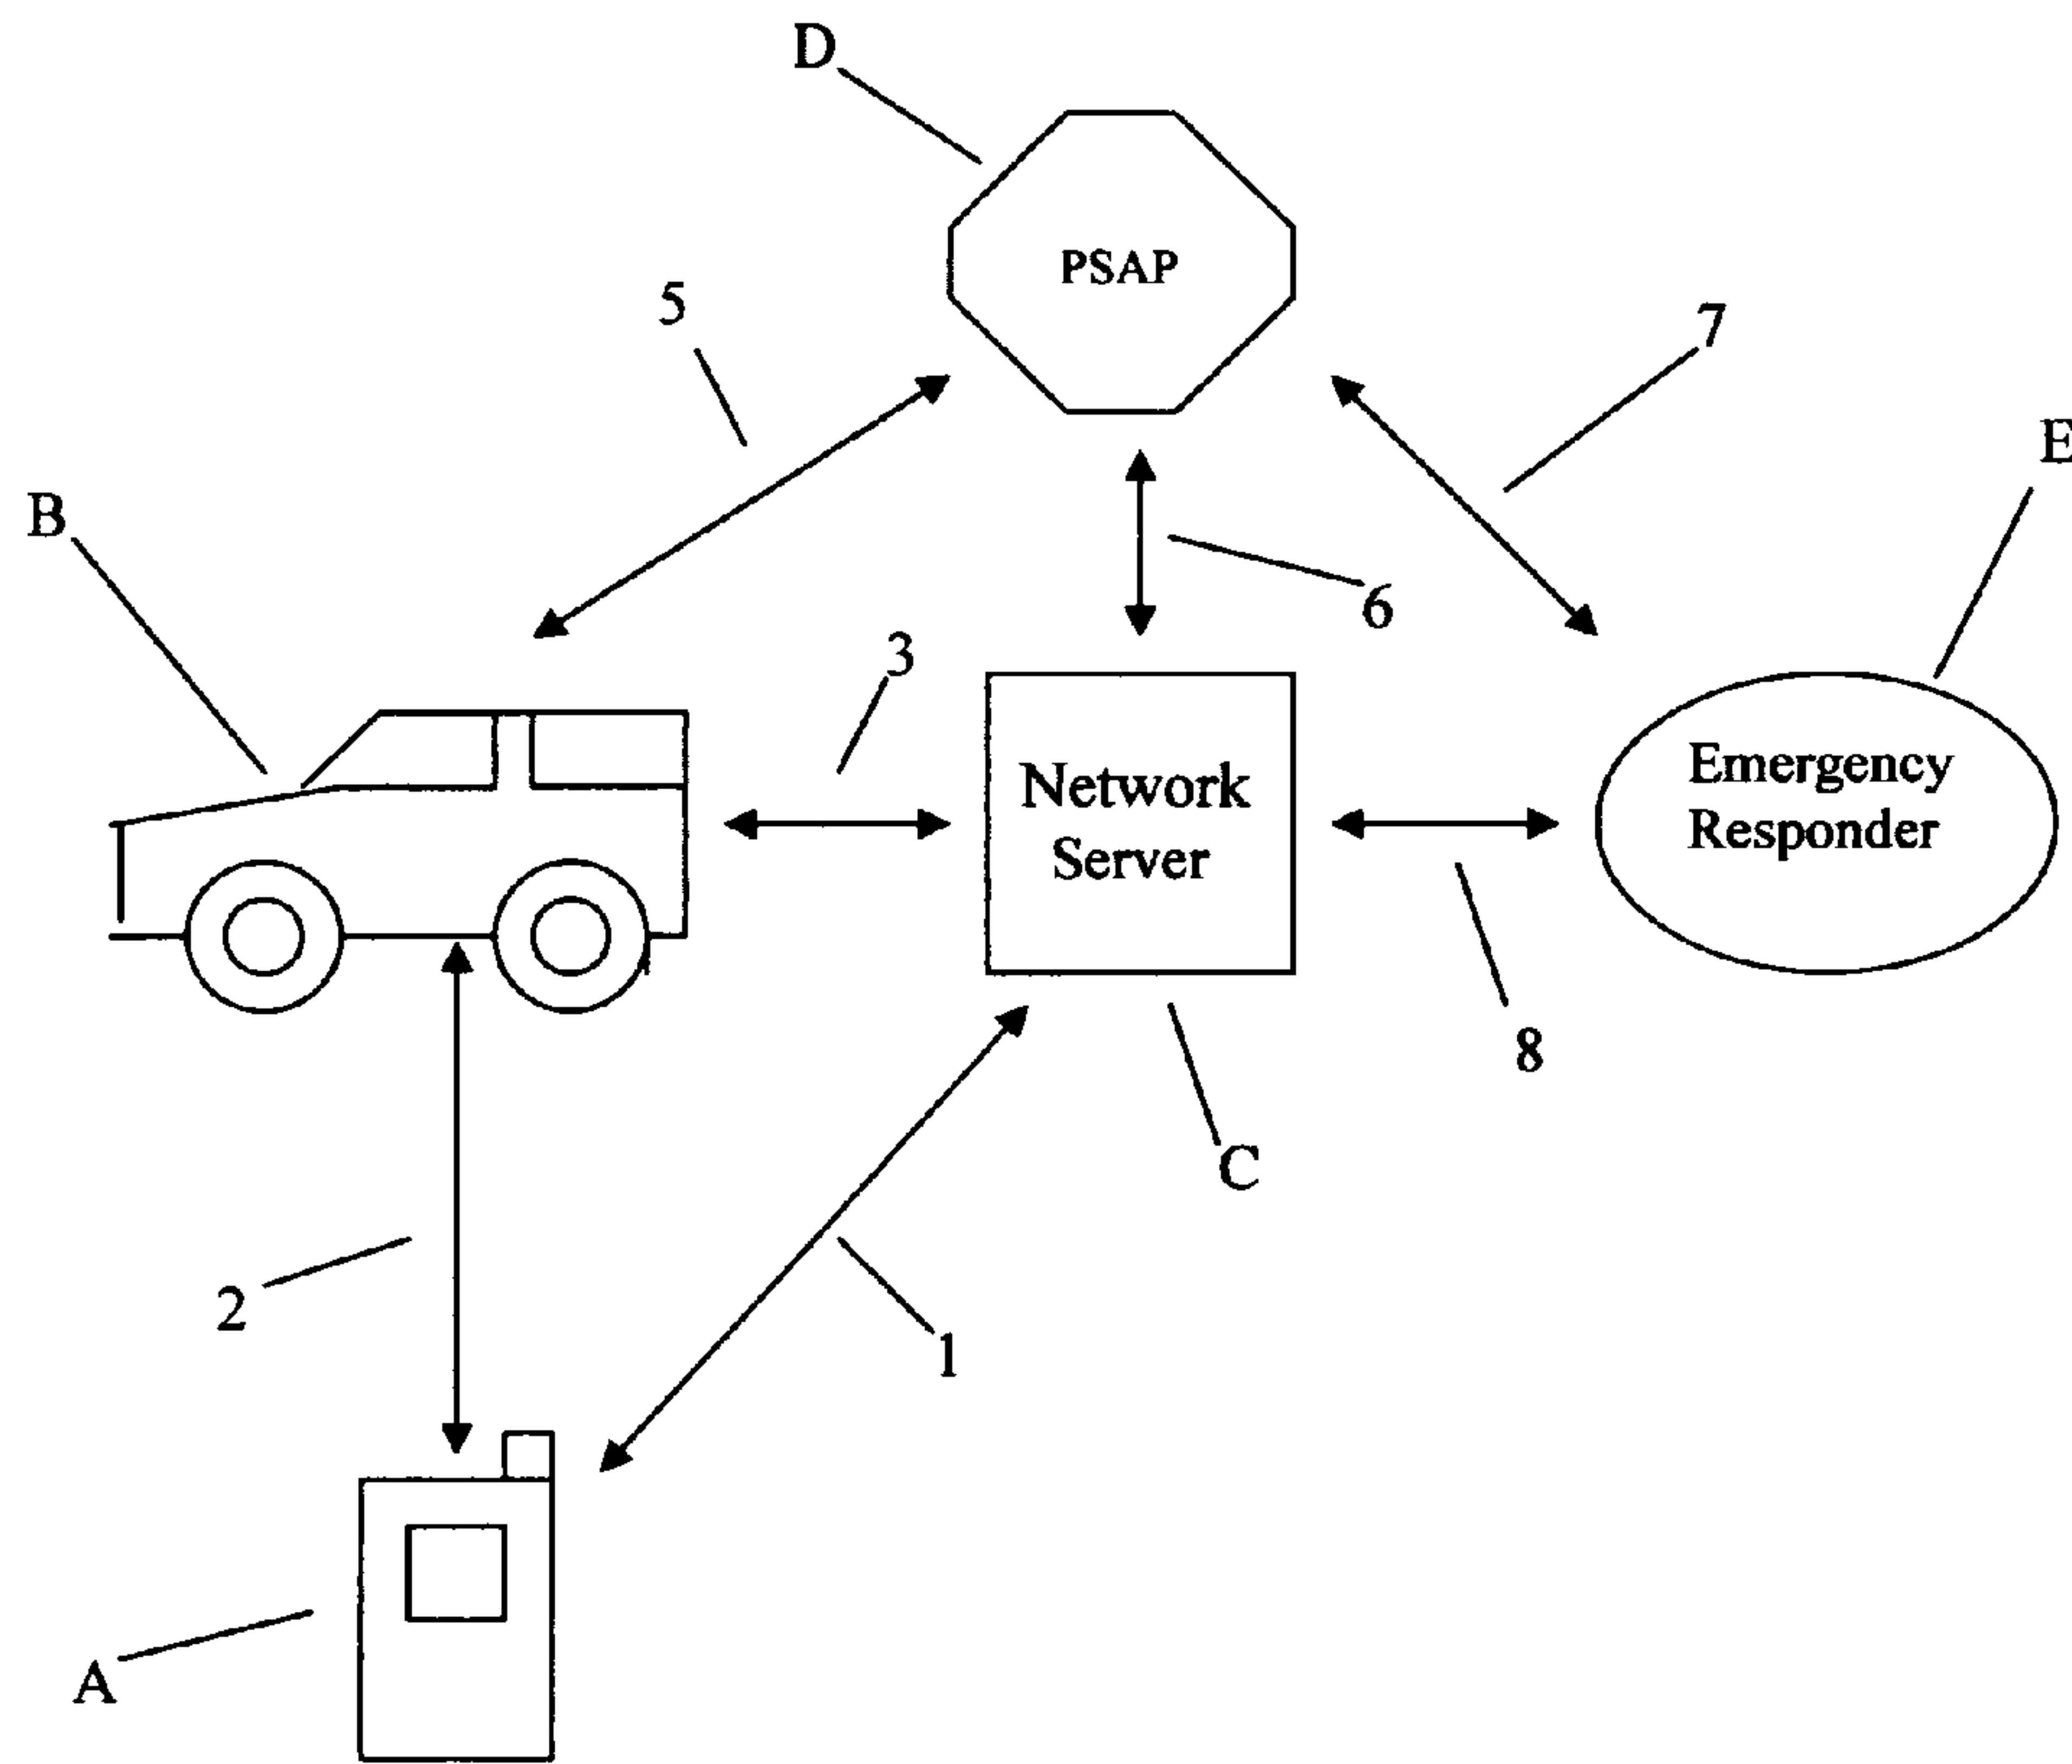 D
PSAP
5
7
E
B
6
3
Network
Server
Emergency
Responder
8
C
2
1
A